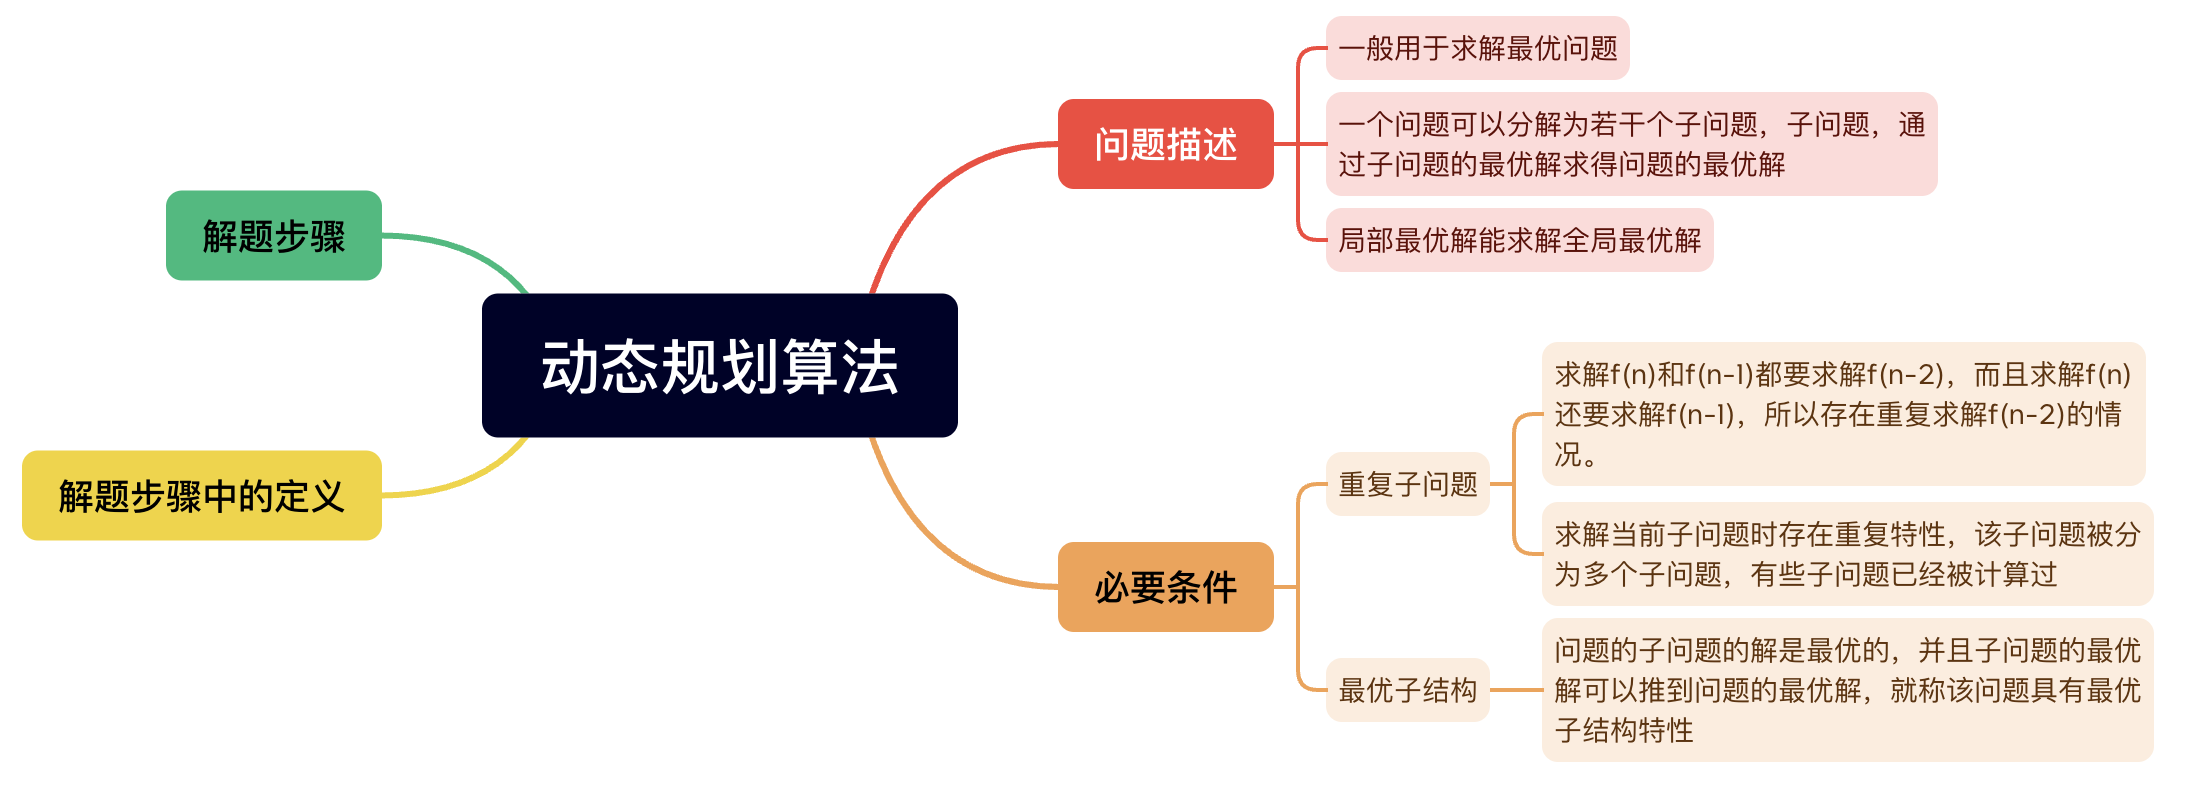 动态规划算法
问题描述
一般用于求解最优问题
一个问题可以分解为若干个子问题，子问题，通
过子问题的最优解求得问题的最优解
局部最优解能求解全局最优解
必要条件
重复子问题
求解f(n)和f(n-1)都要求解f(n-2)，而且求解f(n)
还要求解f(n-1)，所以存在重复求解f(n-2)的情
况。
求解当前子问题时存在重复特性，该子问题被分
为多个子问题，有些子问题已经被计算过
最优子结构
问题的子问题的解是最优的，并且子问题的最优
解可以推到问题的最优解，就称该问题具有最优
子结构特性
解题步骤
解题步骤中的定义